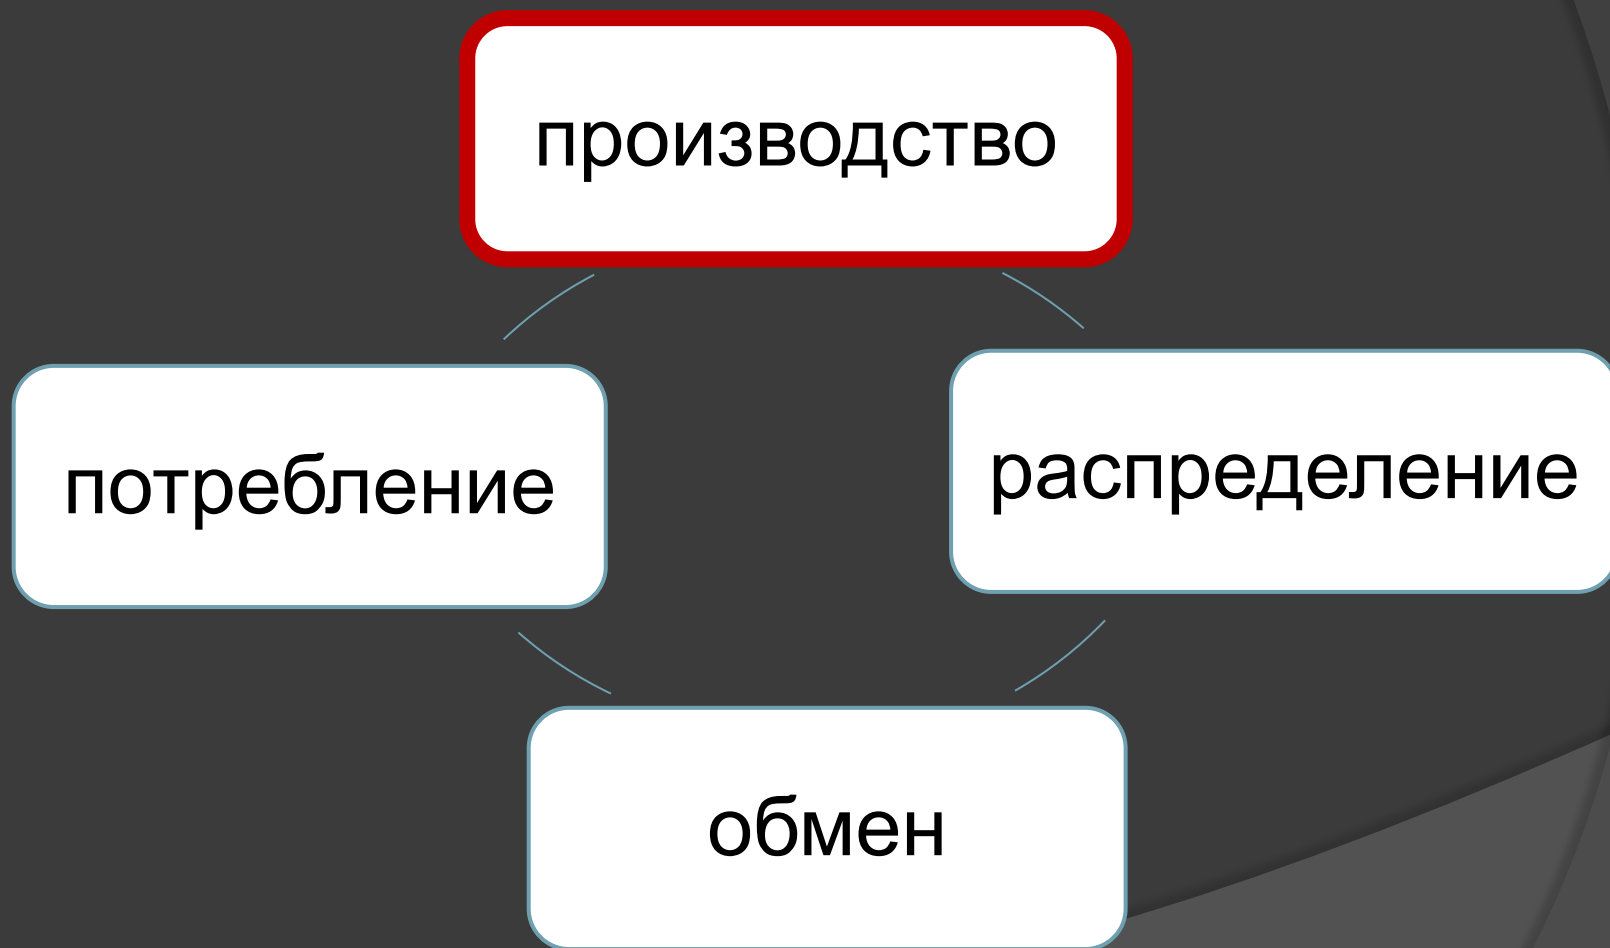 производство
потребление
распределение
обмен